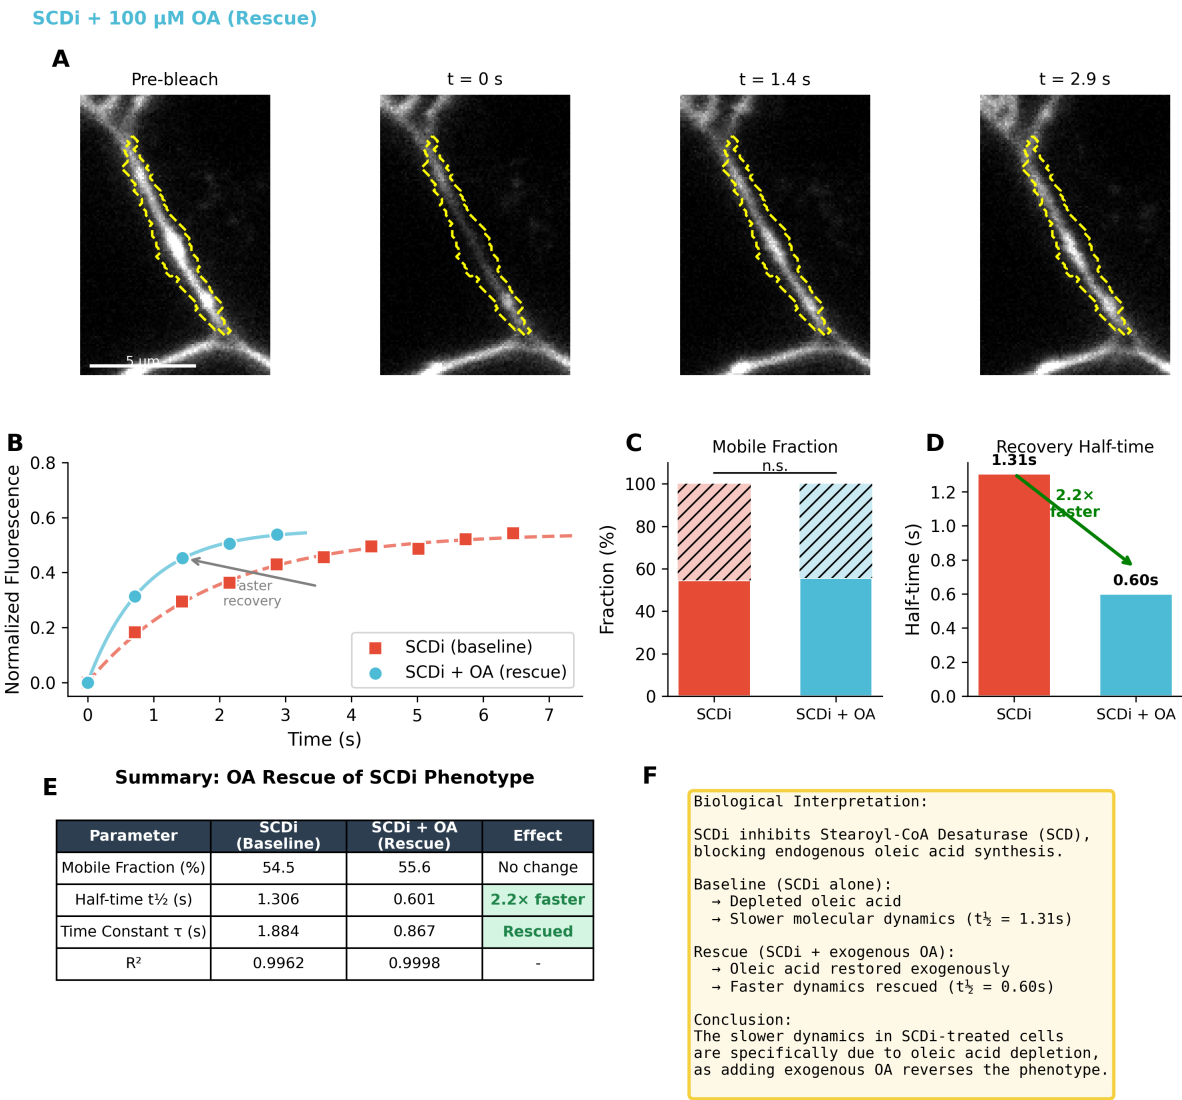 SCDi + 100 μM OA (Rescue)
A
Pre-bleach
t = 0 s
t = 1.4 s
t = 2.9 s
5 μm
B
Normalized Fluorescence
0.8
0.6
0.4
0.2
0.0
0 1 2 3 4 5 6 7
Time (s)
aster
recovery
SCDi (baseline)
SCDi + OA (rescue)
C
Mobile Fraction
n.s.
Fraction (%)
100
80
60
40
20
0
SCDi
SCDi + OA
D
Recovery Half-time
1.31s
2.2×
faster
0.60s
Half-time (s)
1.2
1.0
0.8
0.6
0.4
0.2
0.0
SCDi
SCDi + OA
E
Summary: OA Rescue of SCDi Phenotype
Parameter SCDi (Baseline) SCDi + OA (Rescue) Effect
Mobile Fraction (%) 54.5 55.6 No change
Half-time t½ (s) 1.306 0.601 2.2× faster
Time Constant τ (s) 1.884 0.867 Rescued
R² 0.9962 0.9998 -
F
Biological Interpretation:
SCDi inhibits Stearoyl-CoA Desaturase (SCD),
blocking endogenous oleic acid synthesis.
Baseline (SCDi alone):
→ Depleted oleic acid
→ Slower molecular dynamics (t½ = 1.31s)
Rescue (SCDi + exogenous OA):
→ Oleic acid restored exogenously
→ Faster dynamics rescued (t½ = 0.60s)
Conclusion:
The slower dynamics in SCDi-treated cells
are specifically due to oleic acid depletion,
as adding exogenous OA reverses the phenotype.